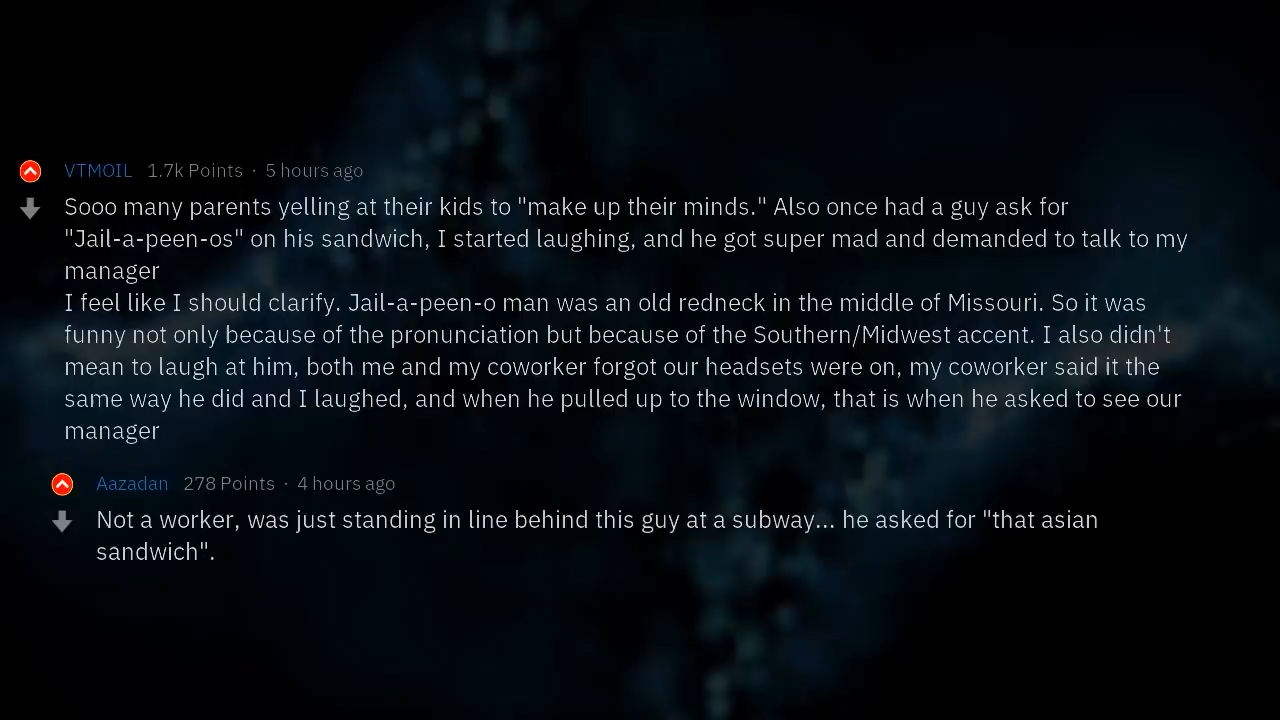 VTMOIL 1.7k Points · 5 hours ago
Sooo many parents yelling at their kids to "make up their minds." Also once had a guy ask for
"Jail-a-peen-os" on his sandwich, I started laughing, and he got super mad and demanded to talk to my
manager
I feel like I should clarify. Jail-a-peen-o man was an old redneck in the middle of Missouri. So it was
funny not only because of the pronunciation but because of the Southern/Midwest accent. I also didn't
mean to laugh at him, both me and my coworker forgot our headsets were on, my coworker said it the
same way he did and I laughed, and when he pulled up to the window, that is when he asked to see our
manager
Aazadan 278 Points · 4 hours ago
Not a worker, was just standing in line behind this guy at a subway... he asked for "that asian
sandwich".